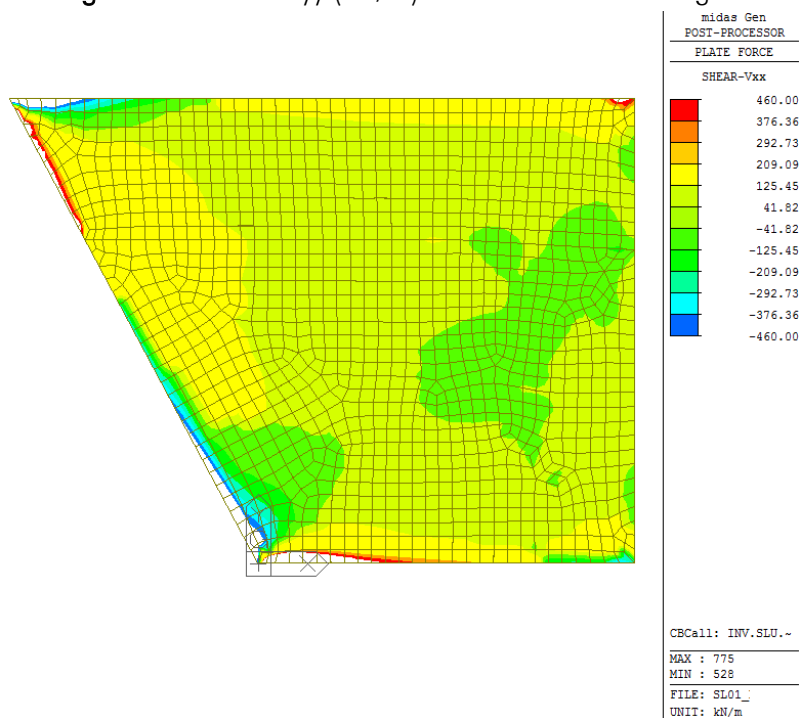 midas Gen
POST-PROCESSOR
PLATE FORCE
SHEAR-Vxx
460.00
376.36
292.73
209.09
125.45
41.82
-41.82
-125.45
-209.09
-292.73
-376.36
-460.00
CBCall: INV.SLU.~
MAX : 775
MIN : 528
FILE: SL01_
UNIT: kN/m